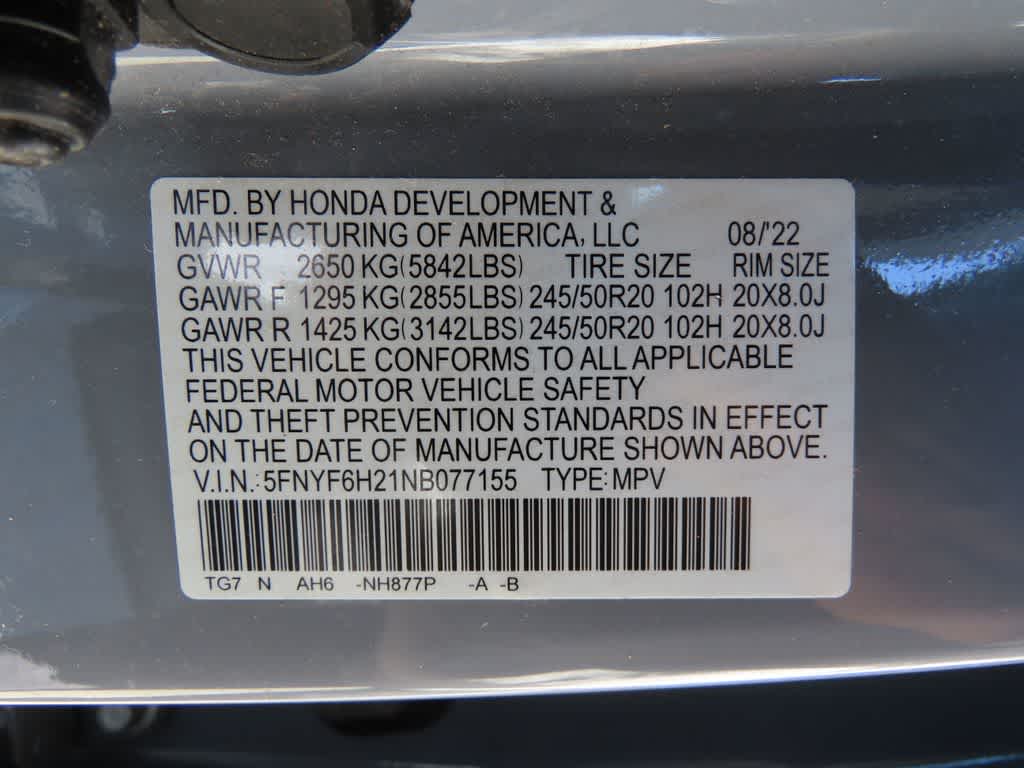 MFD. BY HONDA DEVELOPMENT &
MANUFACTURING OF AMERICA, LLC 08/'22
GVWR 2650 KG(5842LBS) TIRE SIZE RIM SIZE
GAWR F 1295 KG(2855LBS) 245/50R20 102H 20X8.0J
GAWR R 1425 KG(3142LBS) 245/50R20 102H 20X8.0J
THIS VEHICLE CONFORMS TO ALL APPLICABLE
FEDERAL MOTOR VEHICLE SAFETY
AND THEFT PREVENTION STANDARDS IN EFFECT
ON THE DATE OF MANUFACTURE SHOWN ABOVE.
V.I.N.: 5FNYF6H21NB077155 TYPE: MPV
TG7 N AH6 -NH877P -A -B